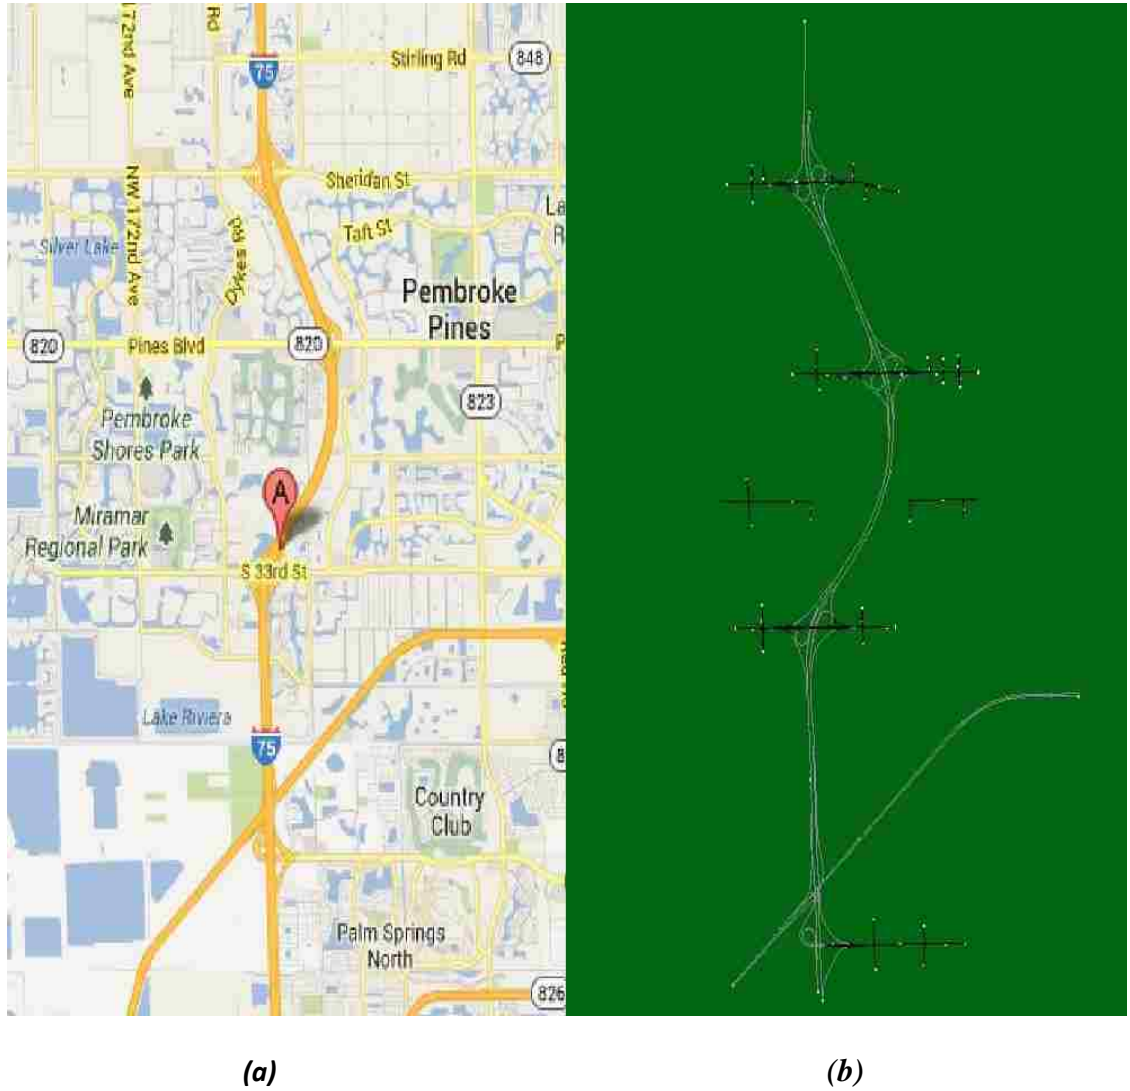 172nd Ave
Rd
75
Stirling Rd
848
Sheridan St
NW 172nd Ave
Taft St
Silver Lake
Dykes Rd
Pembroke
Pines
820
Pines Blvd
820
823
Pembroke
Shores Park
A
Miramar
Regional Park
S 33rd St
Lake Riviera
75
Country
Club
Palm Springs
North
826
(a)
(b)